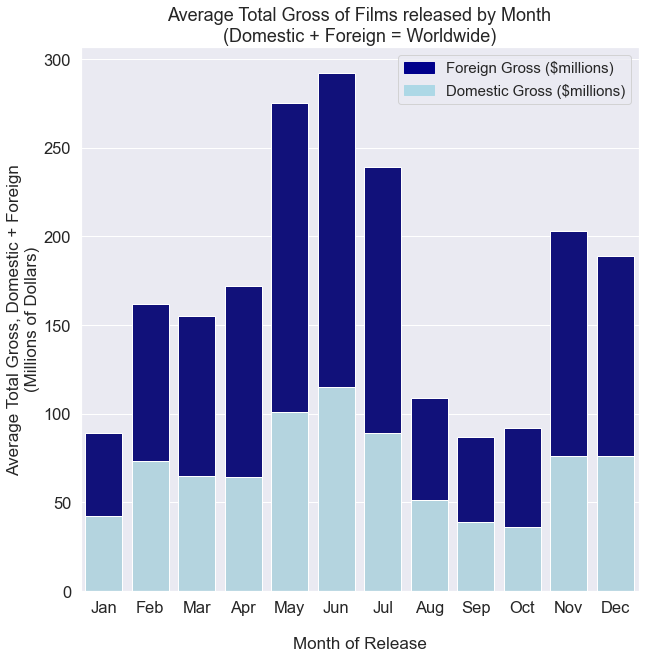 Average Total Gross of Films released by Month
(Domestic + Foreign = Worldwide)
Foreign Gross ($millions)
Domestic Gross ($millions)
Average Total Gross, Domestic + Foreign
(Millions of Dollars)
300
250
200
150
100
50
0
Jan Feb Mar Apr May Jun Jul Aug Sep Oct Nov Dec
Month of Release